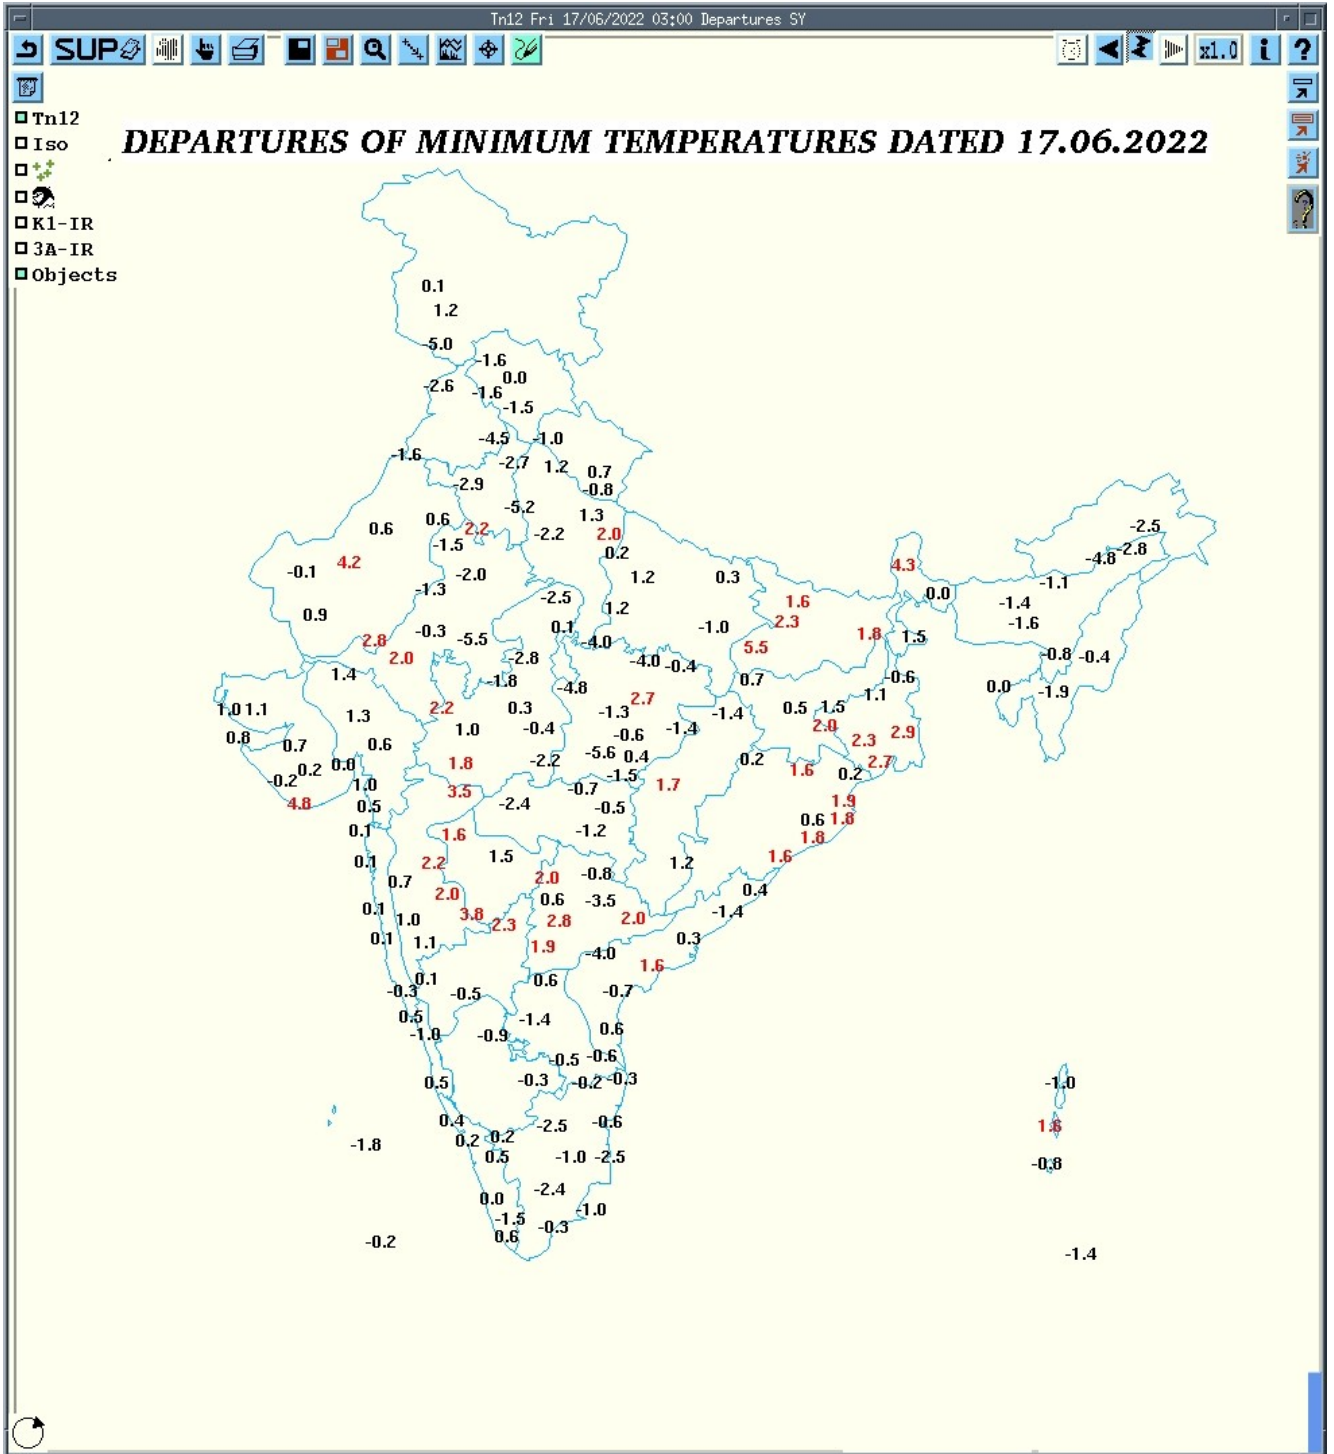 Tn12 Fri 17/06/2022 03:00 Departures SY
SUP x1.0 i ?
Tn12
Iso
K1-IR
3A-IR
Objects
DEPARTURES OF MINIMUM TEMPERATURES DATED 17.06.2022
0.1
1.2
-5.0
-1.6
0.0
-2.6 -1.6
-1.5
-4.5 -1.0
-1.6 -2.7 1.2 0.7
-2.9 -0.8
-5.2 1.3
0.6 0.6 2.2 -2.2 2.0 -2.5
-1.5 0.2 -4.8 -2.8
4.2 4.3
-0.1 -2.0 1.2 0.3 -1.1
-1.3 -2.5 0.0
0.9 1.2 1.6 -1.4
-0.3 0.1 -1.0 2.3 -1.6
2.8 -5.5 -4.0 1.8 1.5
2.0 -2.8 -4.0 -0.4 5.5 -0.8 -0.4
1.4 -1.8 -4.8 0.7 -0.6 0.0 -1.9
1.0 1.1 2.2 0.3 2.7 0.5 1.5 1.1
1.3 -1.3 -1.4
0.8 0.7 0.6 1.0 -0.4 -0.6 -1.4 2.0 2.3 2.9
0.2 0.0 1.8 -2.2 -5.6 0.4 0.2 1.6 0.2 2.7
-0.2 1.0 3.5 -0.7 -1.5 1.7
4.8 0.5 -2.4 -0.5 1.9
0.1 1.6 -1.2 0.6 1.8
1.8
0.1 2.2 1.5 1.2 1.6
0.7 2.0 -0.8
2.0 0.6 -3.5 0.4
0.1 1.0 3.8 2.3 2.8 2.0 -1.4
0.1 1.1 1.9 -4.0 0.3
1.6
0.1 0.6
-0.3 -0.5 -0.7
0.5 -1.4
-1.0 -0.9 0.6
-0.5 -0.6
0.5 -0.3 -0.2 -0.3 -1.0
0.4 -2.5 -0.6 1.6
-1.8 0.2 0.2
0.5 -1.0 -2.5 -0.8
0.0 -2.4
-1.5 -1.0
0.6 -0.3
-0.2 -1.4